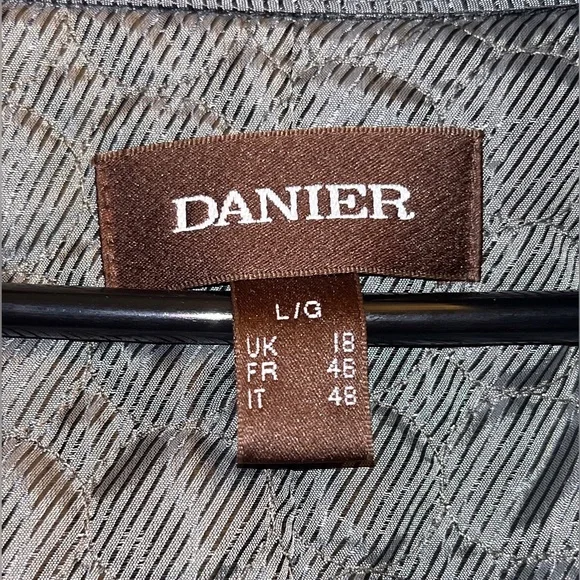 DANIER
L/G
UK 18
FR 46
IT 48